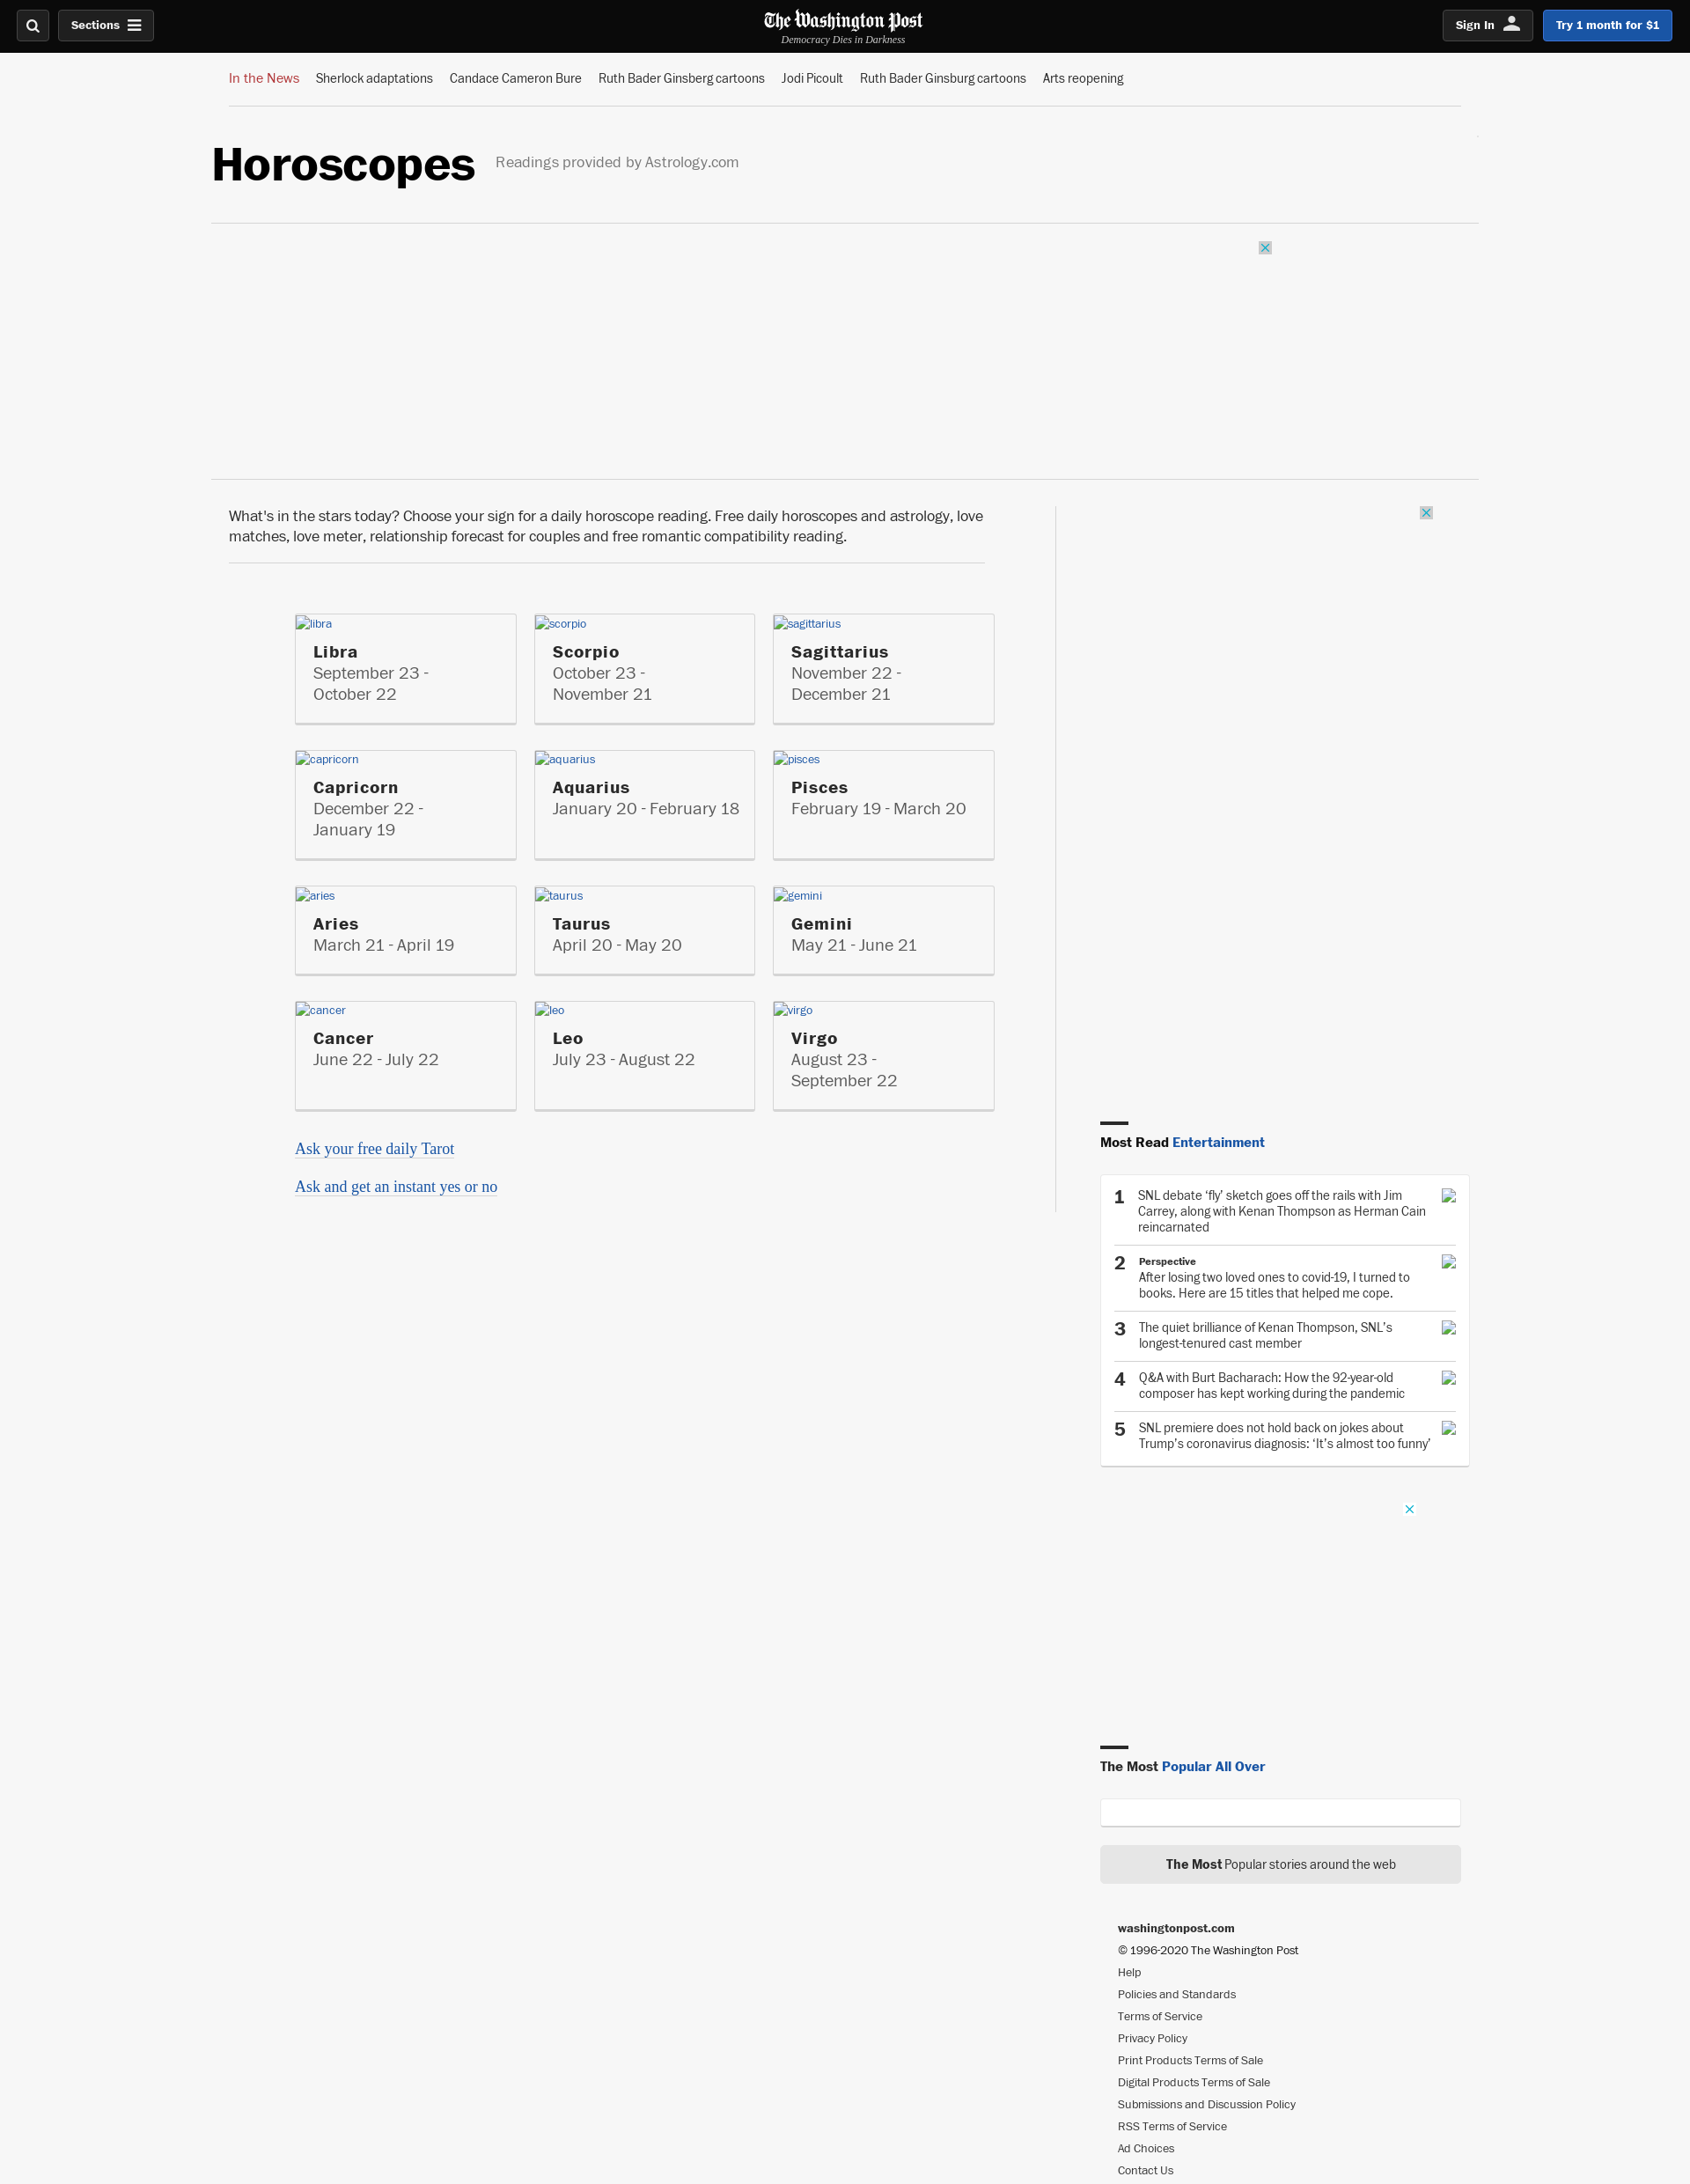 Sections
The Washington Post
Democracy Dies in Darkness
Sign In
Try 1 month for $1
In the News Sherlock adaptations Candace Cameron Bure Ruth Bader Ginsberg cartoons Jodi Picoult Ruth Bader Ginsburg cartoons Arts reopening
Horoscopes Readings provided by Astrology.com
What's in the stars today? Choose your sign for a daily horoscope reading. Free daily horoscopes and astrology, love
matches, love meter, relationship forecast for couples and free romantic compatibility reading.
libra
Libra
September 23 -
October 22
scorpio
Scorpio
October 23 -
November 21
sagittarius
Sagittarius
November 22 -
December 21
capricorn
Capricorn
December 22 -
January 19
aquarius
Aquarius
January 20 - February 18
pisces
Pisces
February 19 - March 20
aries
Aries
March 21 - April 19
taurus
Taurus
April 20 - May 20
gemini
Gemini
May 21 - June 21
cancer
Cancer
June 22 - July 22
leo
Leo
July 23 - August 22
virgo
Virgo
August 23 -
September 22
Ask your free daily Tarot
Ask and get an instant yes or no
Most Read Entertainment
1 SNL debate ‘fly’ sketch goes off the rails with Jim
Carrey, along with Kenan Thompson as Herman Cain
reincarnated
2 Perspective
After losing two loved ones to covid-19, I turned to
books. Here are 15 titles that helped me cope.
3 The quiet brilliance of Kenan Thompson, SNL’s
longest-tenured cast member
4 Q&A with Burt Bacharach: How the 92-year-old
composer has kept working during the pandemic
5 SNL premiere does not hold back on jokes about
Trump’s coronavirus diagnosis: ‘It’s almost too funny’
The Most Popular All Over
The Most Popular stories around the web
washingtonpost.com
© 1996-2020 The Washington Post
Help
Policies and Standards
Terms of Service
Privacy Policy
Print Products Terms of Sale
Digital Products Terms of Sale
Submissions and Discussion Policy
RSS Terms of Service
Ad Choices
Contact Us